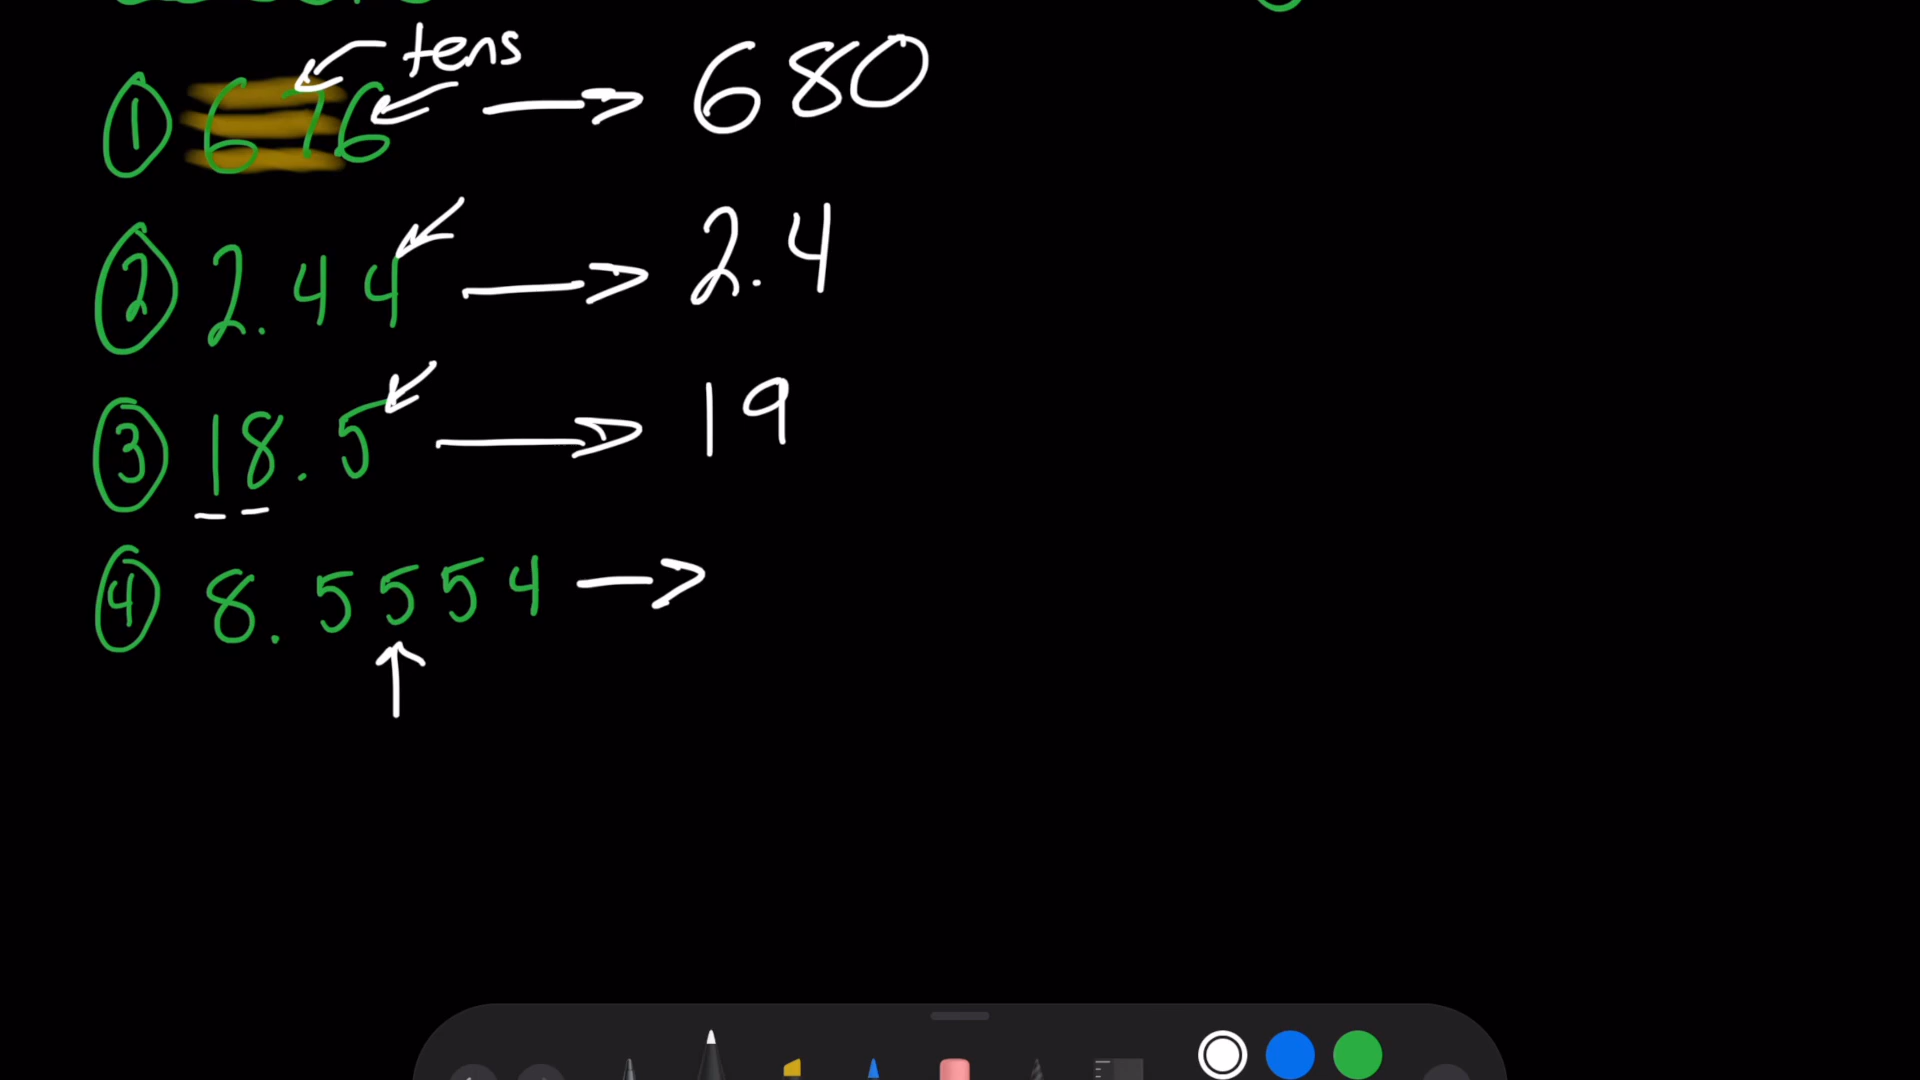 tens
① 676 → 680
② 2.44 → 2.4
③ 18.5 → 19
④ 8.5554 →